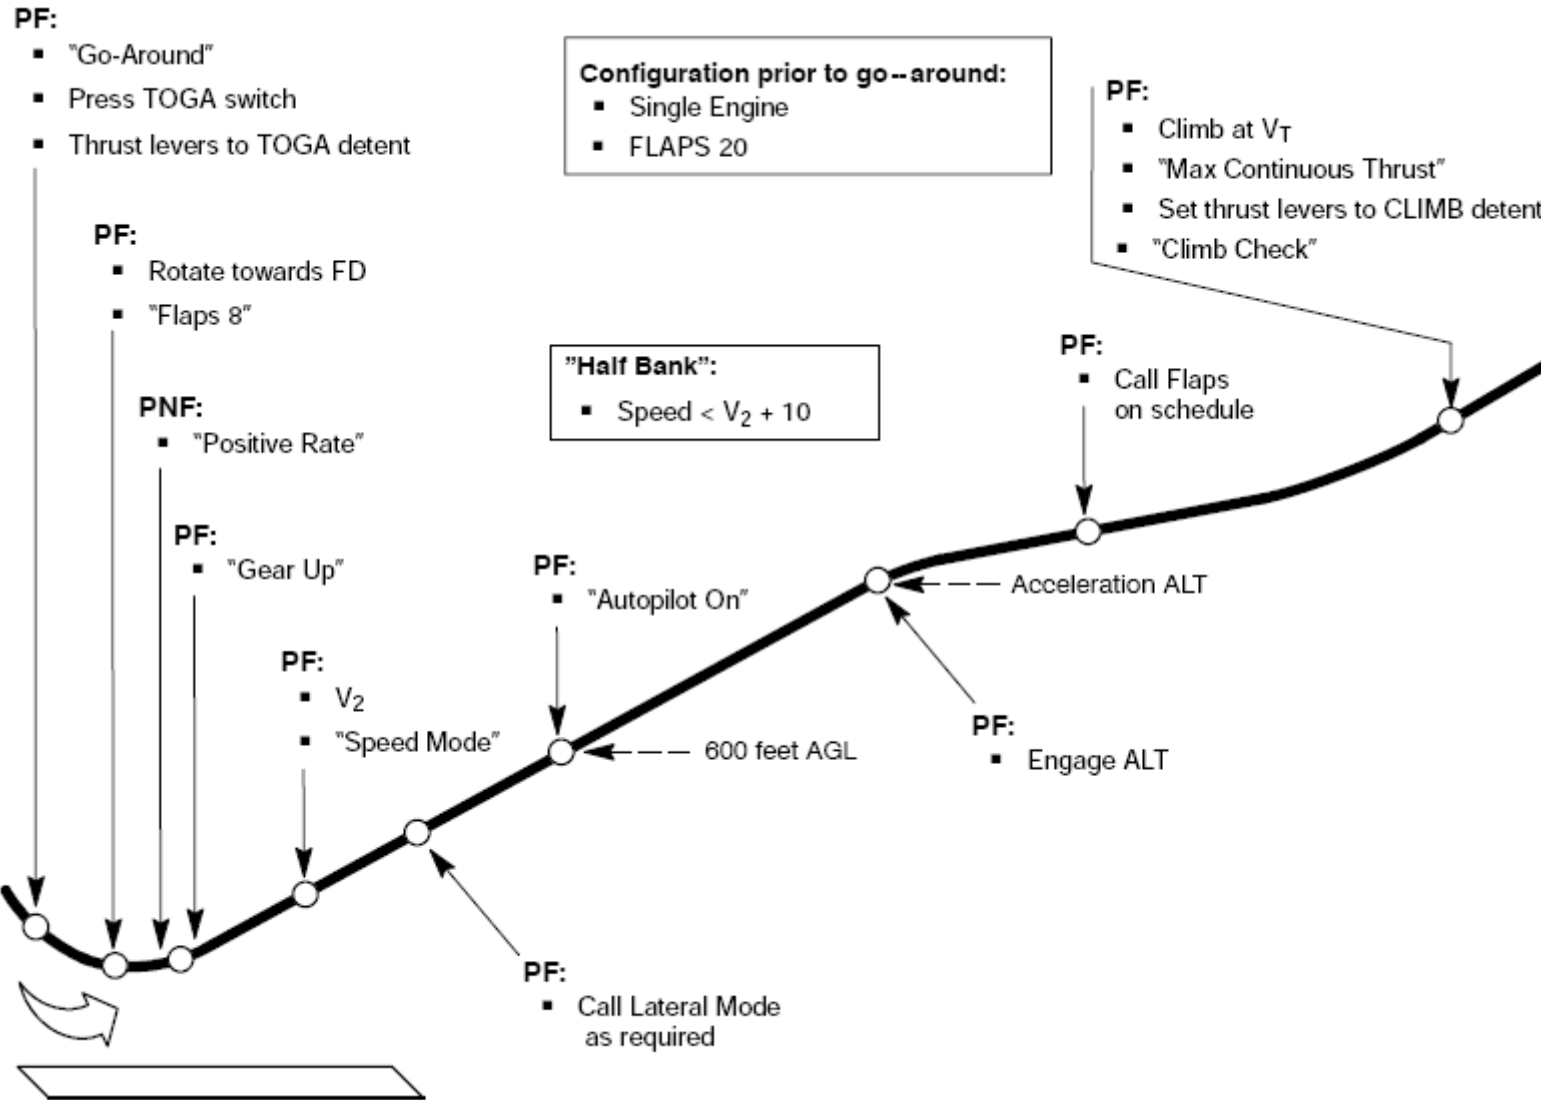 PF:
▪ "Go-Around"
▪ Press TOGA switch
▪ Thrust levers to TOGA detent
Configuration prior to go--around:
▪ Single Engine
▪ FLAPS 20
PF:
▪ Climb at VT
▪ "Max Continuous Thrust"
▪ Set thrust levers to CLIMB detent
▪ "Climb Check"
PF:
▪ Rotate towards FD
▪ "Flaps 8"
"Half Bank":
▪ Speed < V2 + 10
PF:
▪ Call Flaps
on schedule
PNF:
▪ "Positive Rate"
PF:
▪ "Gear Up"
PF:
▪ "Autopilot On"
Acceleration ALT
PF:
▪ V2
▪ "Speed Mode"
600 feet AGL
PF:
▪ Engage ALT
PF:
▪ Call Lateral Mode
as required